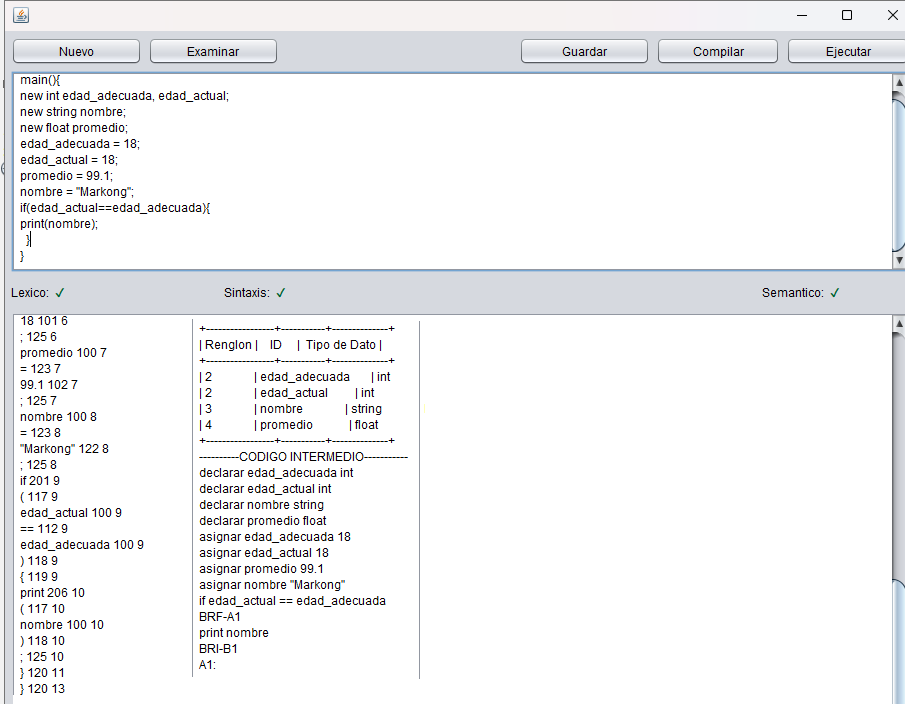 Nuevo Examinar Guardar Compilar Ejecutar
main(){
new int edad_adecuada, edad_actual;
new string nombre;
new float promedio;
edad_adecuada = 18;
edad_actual = 18;
promedio = 99.1;
nombre = "Markong";
if(edad_actual==edad_adecuada){
print(nombre);
}
}
Lexico: ✓ Sintaxis: ✓ Semantico: ✓
18 101 6
; 125 6
promedio 100 7
= 123 7
99.1 102 7
; 125 7
nombre 100 8
= 123 8
"Markong" 122 8
; 125 8
if 201 9
( 117 9
edad_actual 100 9
== 112 9
edad_adecuada 100 9
) 118 9
{ 119 9
print 206 10
( 117 10
nombre 100 10
) 118 10
; 125 10
} 120 11
} 120 13
+-----------------+-----------+--------------+
| Renglon | ID | Tipo de Dato |
+-----------------+-----------+--------------+
| 2 | edad_adecuada | int
| 2 | edad_actual | int
| 3 | nombre | string
| 4 | promedio | float
+-----------------+-----------+--------------+
----------CODIGO INTERMEDIO-----------
declarar edad_adecuada int
declarar edad_actual int
declarar nombre string
declarar promedio float
asignar edad_adecuada 18
asignar edad_actual 18
asignar promedio 99.1
asignar nombre "Markong"
if edad_actual == edad_adecuada
BRF-A1
print nombre
BRI-B1
A1: